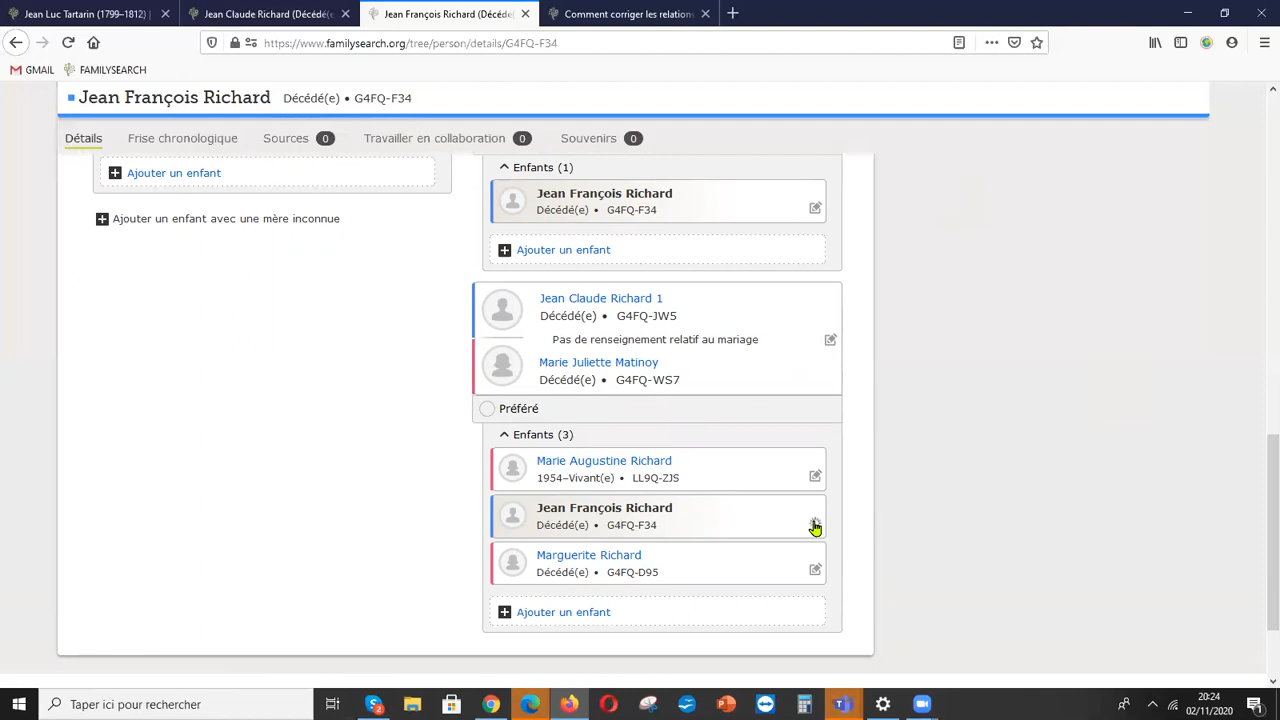 Jean Luc Tartarin (1799–1812) |
Jean Claude Richard (Décédé(e
Jean François Richard (Décédé(
Comment corriger les relation
https://www.familysearch.org/tree/person/details/G4FQ-F34
GMAIL
FAMILYSEARCH
Jean François Richard Décédé(e) • G4FQ-F34
Détails
Frise chronologique
Sources 0
Travailler en collaboration 0
Souvenirs 0
Ajouter un enfant
Ajouter un enfant avec une mère inconnue
Enfants (1)
Jean François Richard
Décédé(e) • G4FQ-F34
Ajouter un enfant
Jean Claude Richard 1
Décédé(e) • G4FQ-JW5
Pas de renseignement relatif au mariage
Marie Juliette Matinoy
Décédé(e) • G4FQ-WS7
Préféré
Enfants (3)
Marie Augustine Richard
1954–Vivant(e) • LL9Q-ZJS
Jean François Richard
Décédé(e) • G4FQ-F34
Marguerite Richard
Décédé(e) • G4FQ-D95
Ajouter un enfant
Taper ici pour rechercher
20:24
02/11/2020